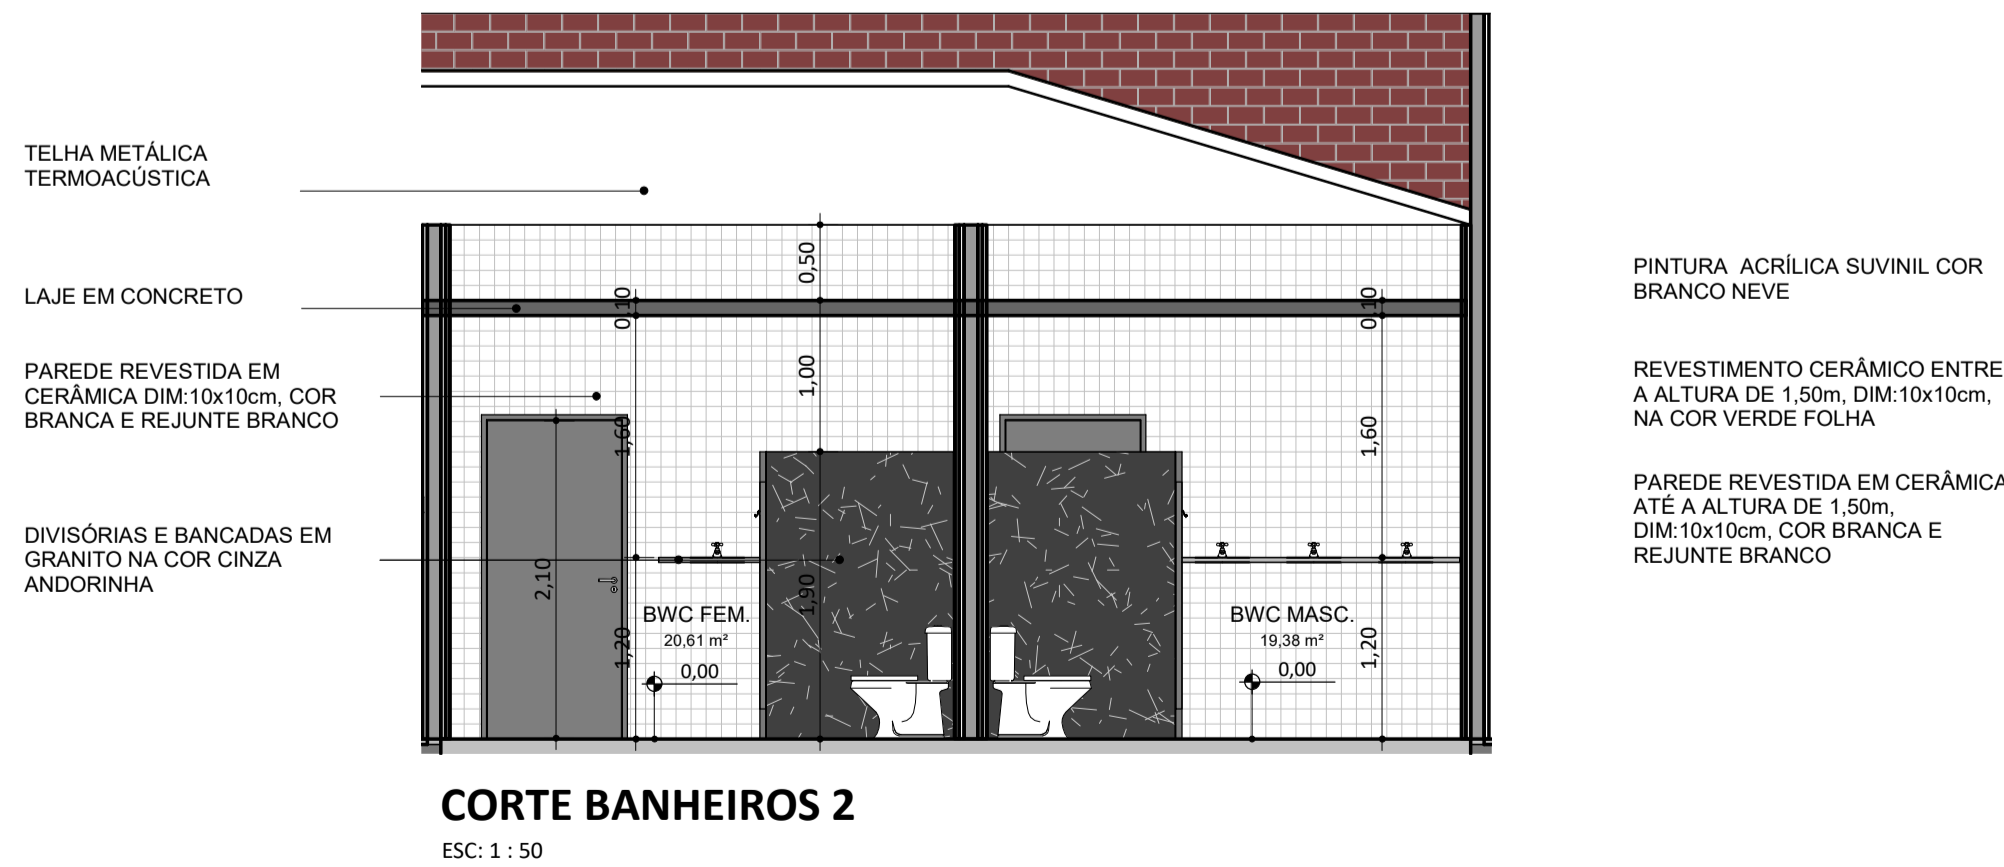 TELHA METÁLICA
TERMOACÚSTICA
LAJE EM CONCRETO
PAREDE REVESTIDA EM
CERÂMICA DIM:10x10cm, COR
BRANCA E REJUNTE BRANCO
DIVISÓRIAS E BANCADAS EM
GRANITO NA COR CINZA
ANDORINHA
0,50
0,10
1,00
1,60
2,10
1,90
1,20
BWC FEM.
20,61 m²
0,00
0,10
1,60
BWC MASC.
19,38 m²
0,00
1,20
PINTURA ACRÍLICA SUVINIL COR
BRANCO NEVE
REVESTIMENTO CERÂMICO ENTRE
A ALTURA DE 1,50m, DIM:10x10cm,
NA COR VERDE FOLHA
PAREDE REVESTIDA EM CERÂMICA
ATÉ A ALTURA DE 1,50m,
DIM:10x10cm, COR BRANCA E
REJUNTE BRANCO
CORTE BANHEIROS 2
ESC: 1 : 50